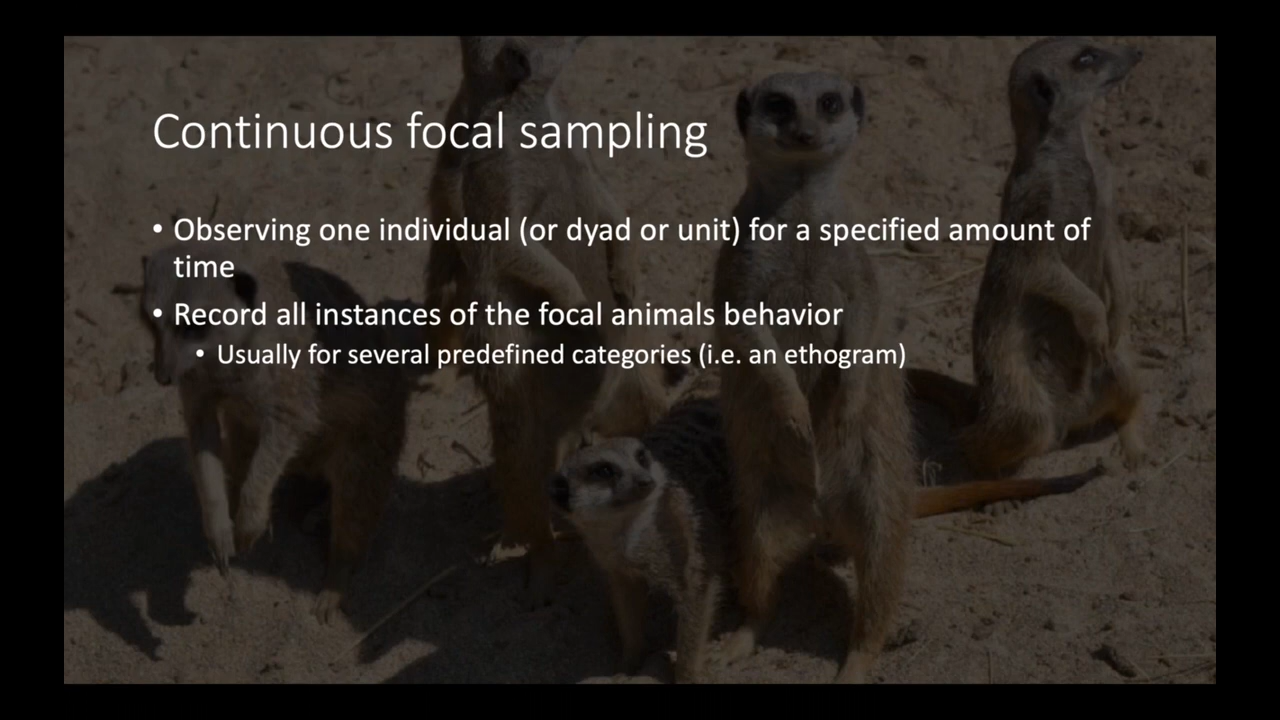 Continuous focal sampling
• Observing one individual (or dyad or unit) for a specified amount of
time
• Record all instances of the focal animals behavior
• Usually for several predefined categories (i.e. an ethogram)